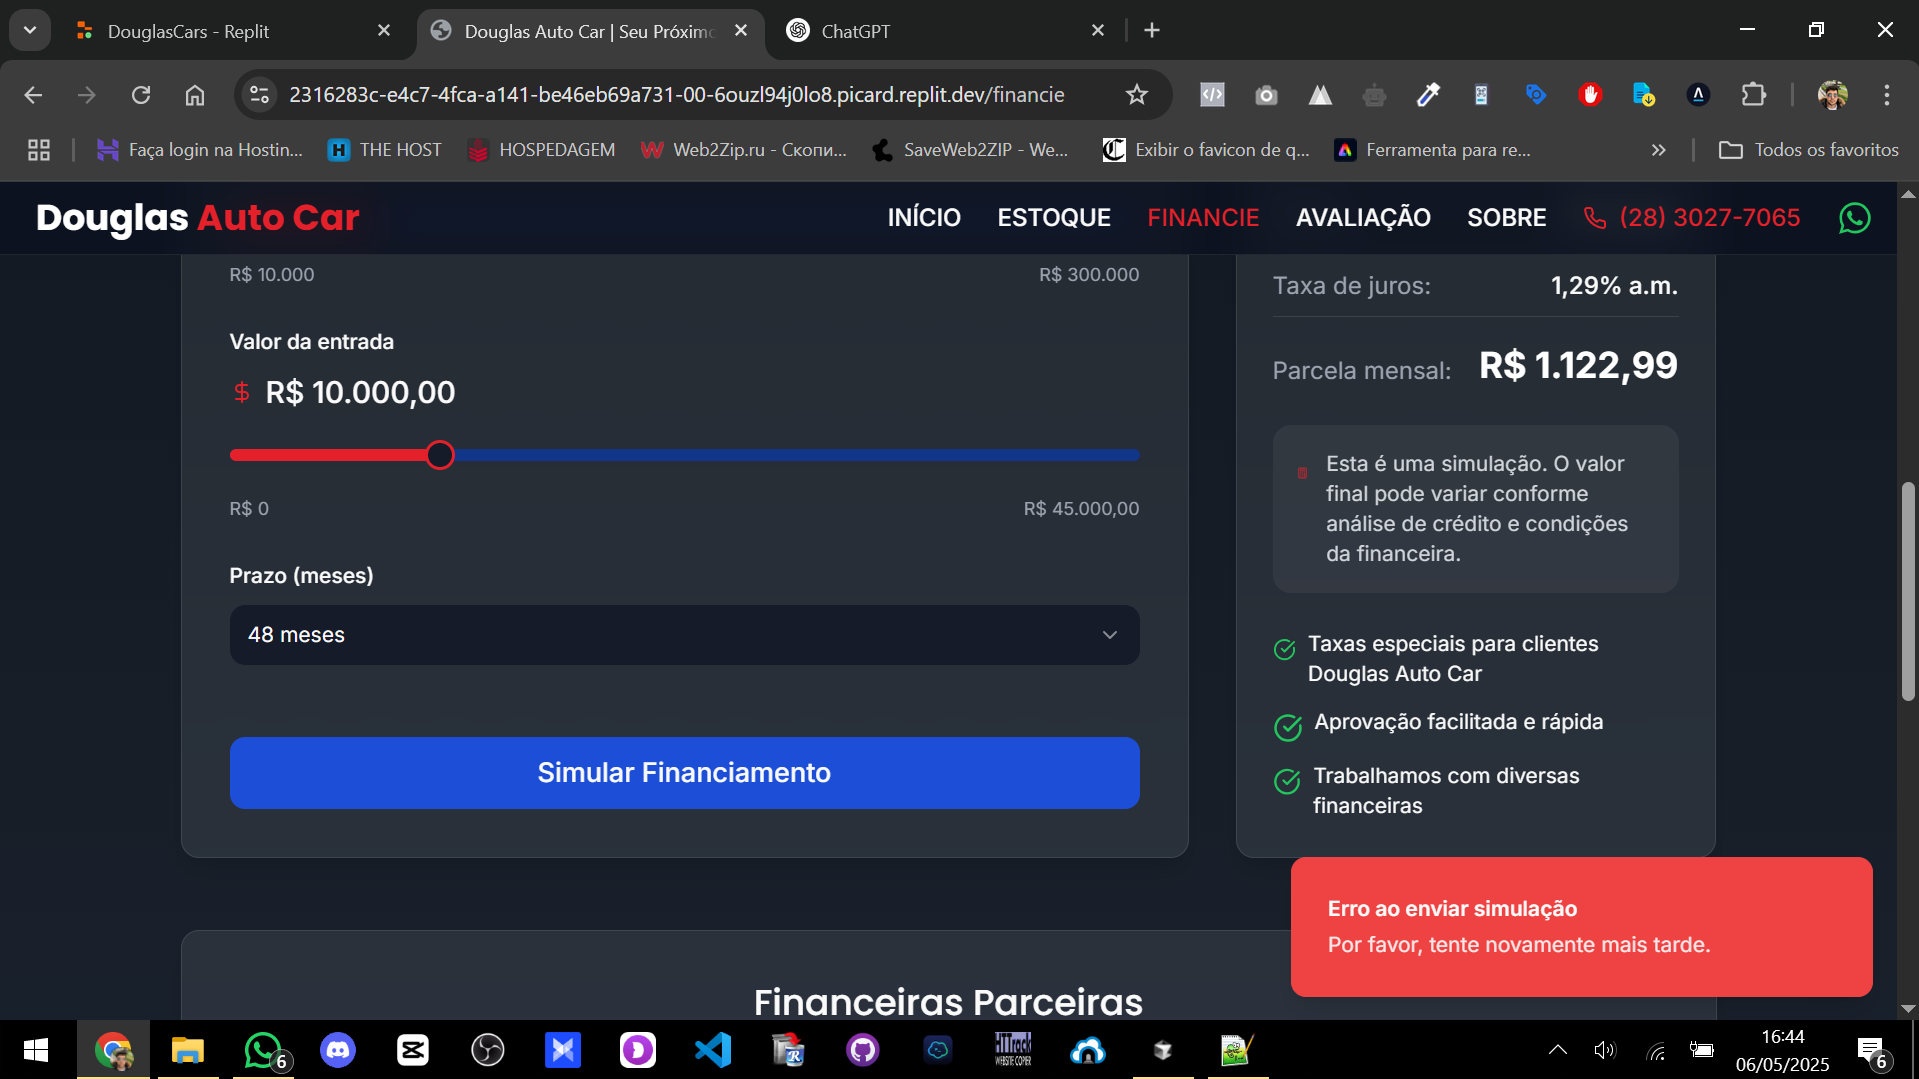 DouglasCars - Replit
Douglas Auto Car | Seu Próximo
ChatGPT
2316283c-e4c7-4fca-a141-be46eb69a731-00-6ouzl94j0lo8.picard.replit.dev/financie
Faça login na Hostin...
THE HOST
HOSPEDAGEM
Web2Zip.ru - Скопи...
SaveWeb2ZIP - We...
Exibir o favicon de q...
Ferramenta para re...
Todos os favoritos
Douglas Auto Car
INÍCIO
ESTOQUE
FINANCIE
AVALIAÇÃO
SOBRE
(28) 3027-7065
R$ 10.000
R$ 300.000
Valor da entrada
R$ 10.000,00
R$ 0
R$ 45.000,00
Prazo (meses)
48 meses
Simular Financiamento
Taxa de juros:
1,29% a.m.
Parcela mensal:
R$ 1.122,99
Esta é uma simulação. O valor
final pode variar conforme
análise de crédito e condições
da financeira.
Taxas especiais para clientes
Douglas Auto Car
Aprovação facilitada e rápida
Trabalhamos com diversas
financeiras
Erro ao enviar simulação
Por favor, tente novamente mais tarde.
Financeiras Parceiras
6
HTTrack
WEBSITE COPIER
16:44
06/05/2025
6